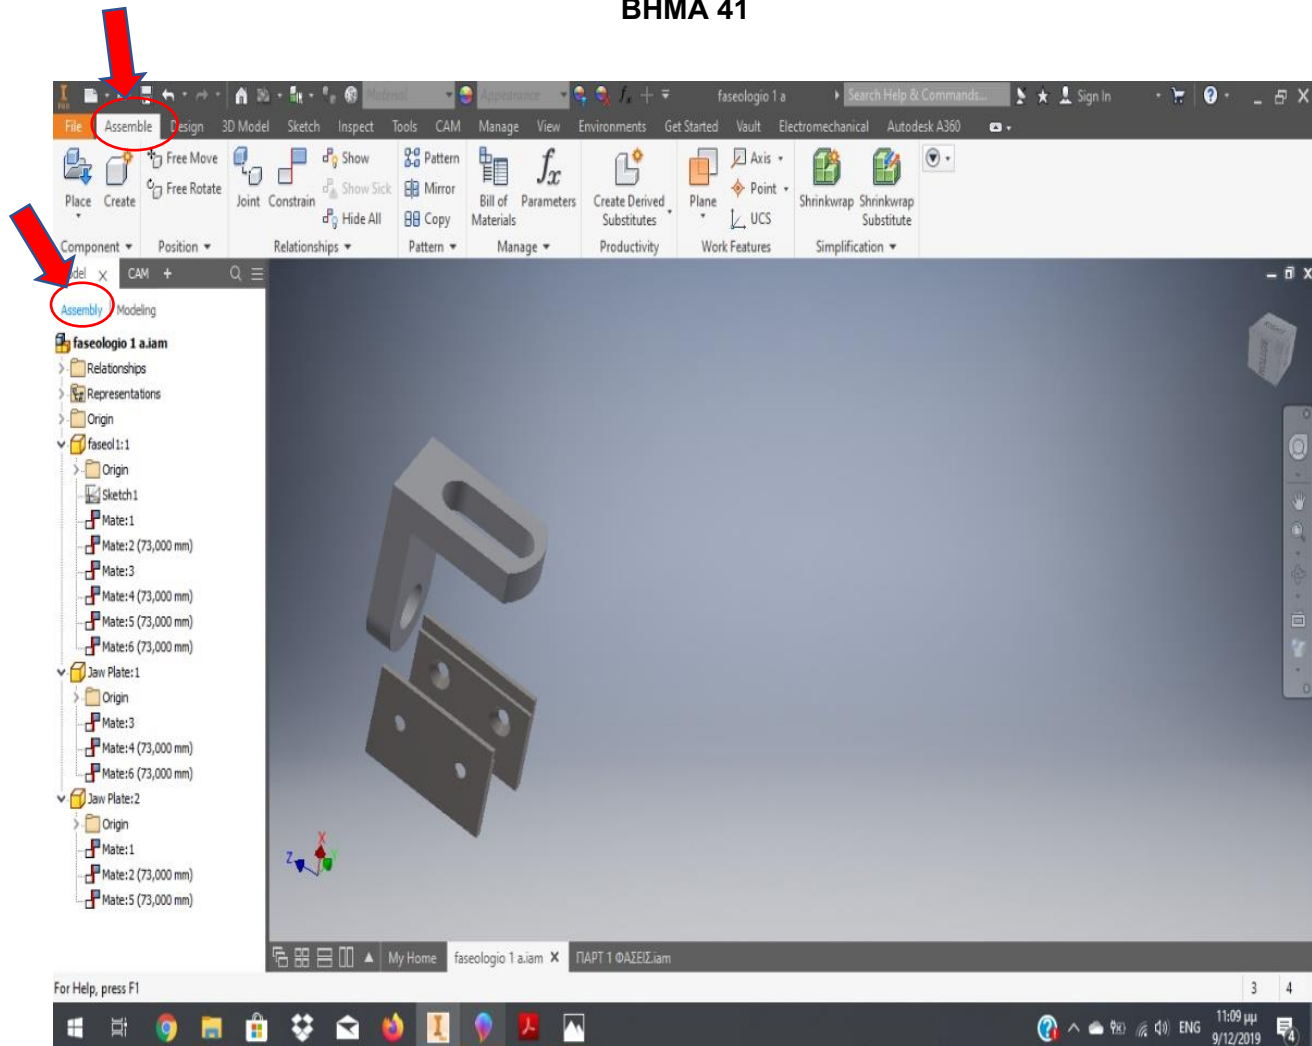 ΒΗΜΑ 41
PRO Material Appearance fx faseologio 1 a Search Help & Commands... Sign In
File Assemble Design 3D Model Sketch Inspect Tools CAM Manage View Environments Get Started Vault Electromechanical Autodesk A360
Free Move Show Pattern Axis
Free Rotate Show Sick Mirror Point
Place Create Joint Constrain Hide All Copy Bill of Materials Parameters Create Derived Substitutes Plane UCS Shrinkwrap Shrinkwrap Substitute
Component Position Relationships Pattern Manage Productivity Work Features Simplification
CAM +
Assembly Modeling
faseologio 1 a.iam
Relationships
Representations
Origin
faseol1:1
Origin
Sketch1
Mate:1
Mate:2 (73,000 mm)
Mate:3
Mate:4 (73,000 mm)
Mate:5 (73,000 mm)
Mate:6 (73,000 mm)
Jaw Plate:1
Origin
Mate:3
Mate:4 (73,000 mm)
Mate:6 (73,000 mm)
Jaw Plate:2
Origin
Mate:1
Mate:2 (73,000 mm)
Mate:5 (73,000 mm)
X
Z
My Home faseologio 1 a.iam ΠΑΡΤ 1 ΦΑΣΕΙΣ.iam
For Help, press F1 3 4
ENG 11:09 μμ
9/12/2019